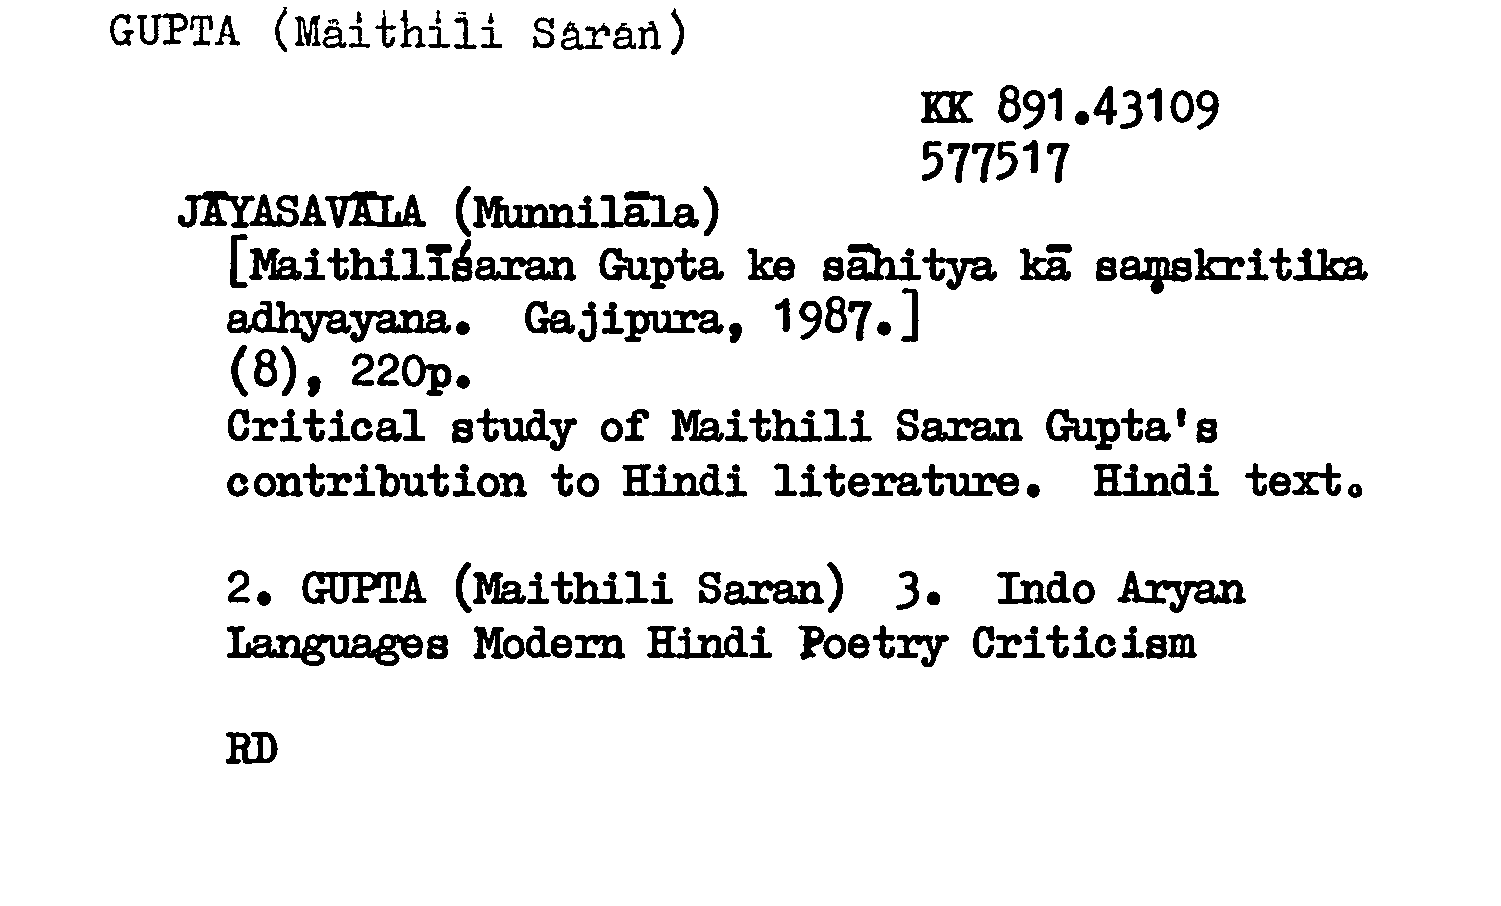 GUPTA (Maithili Saran)
KK 891.43109
577517
JĀYASAVĀLA (Munnilāla)
[Maithilīśaran Gupta ke sāhitya kā saṃskritika
adhyayana. Gajipura, 1987.]
(8), 220p.
Critical study of Maithili Saran Gupta's
contribution to Hindi literature. Hindi text.
2. GUPTA (Maithili Saran) 3. Indo Aryan
Languages Modern Hindi Poetry Criticism
RD